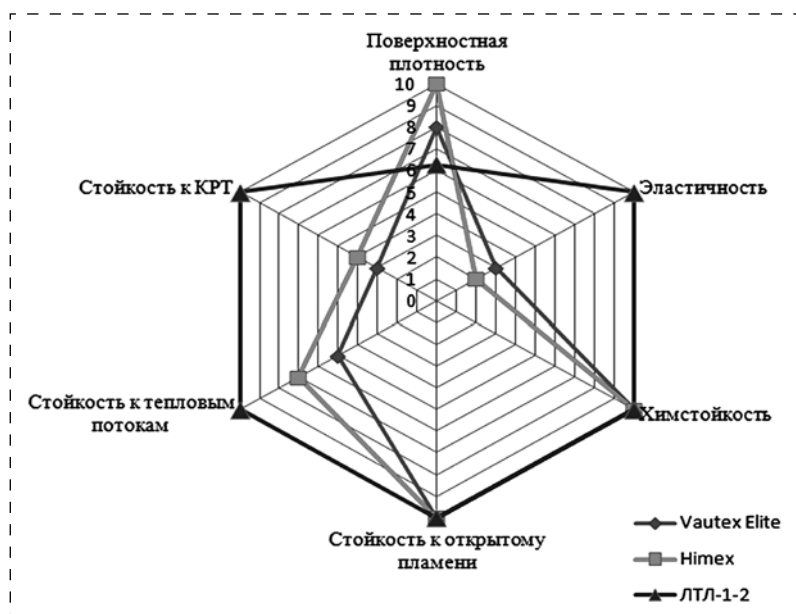 Поверхностная
плотность
10
9
8
7
6
5
4
3
2
1
0
Стойкость к КРТ
Эластичность
Стойкость к тепловым
потокам
Химстойкость
Стойкость к открытому
пламени
Vautex Elite
Himex
ЛТЛ-1-2